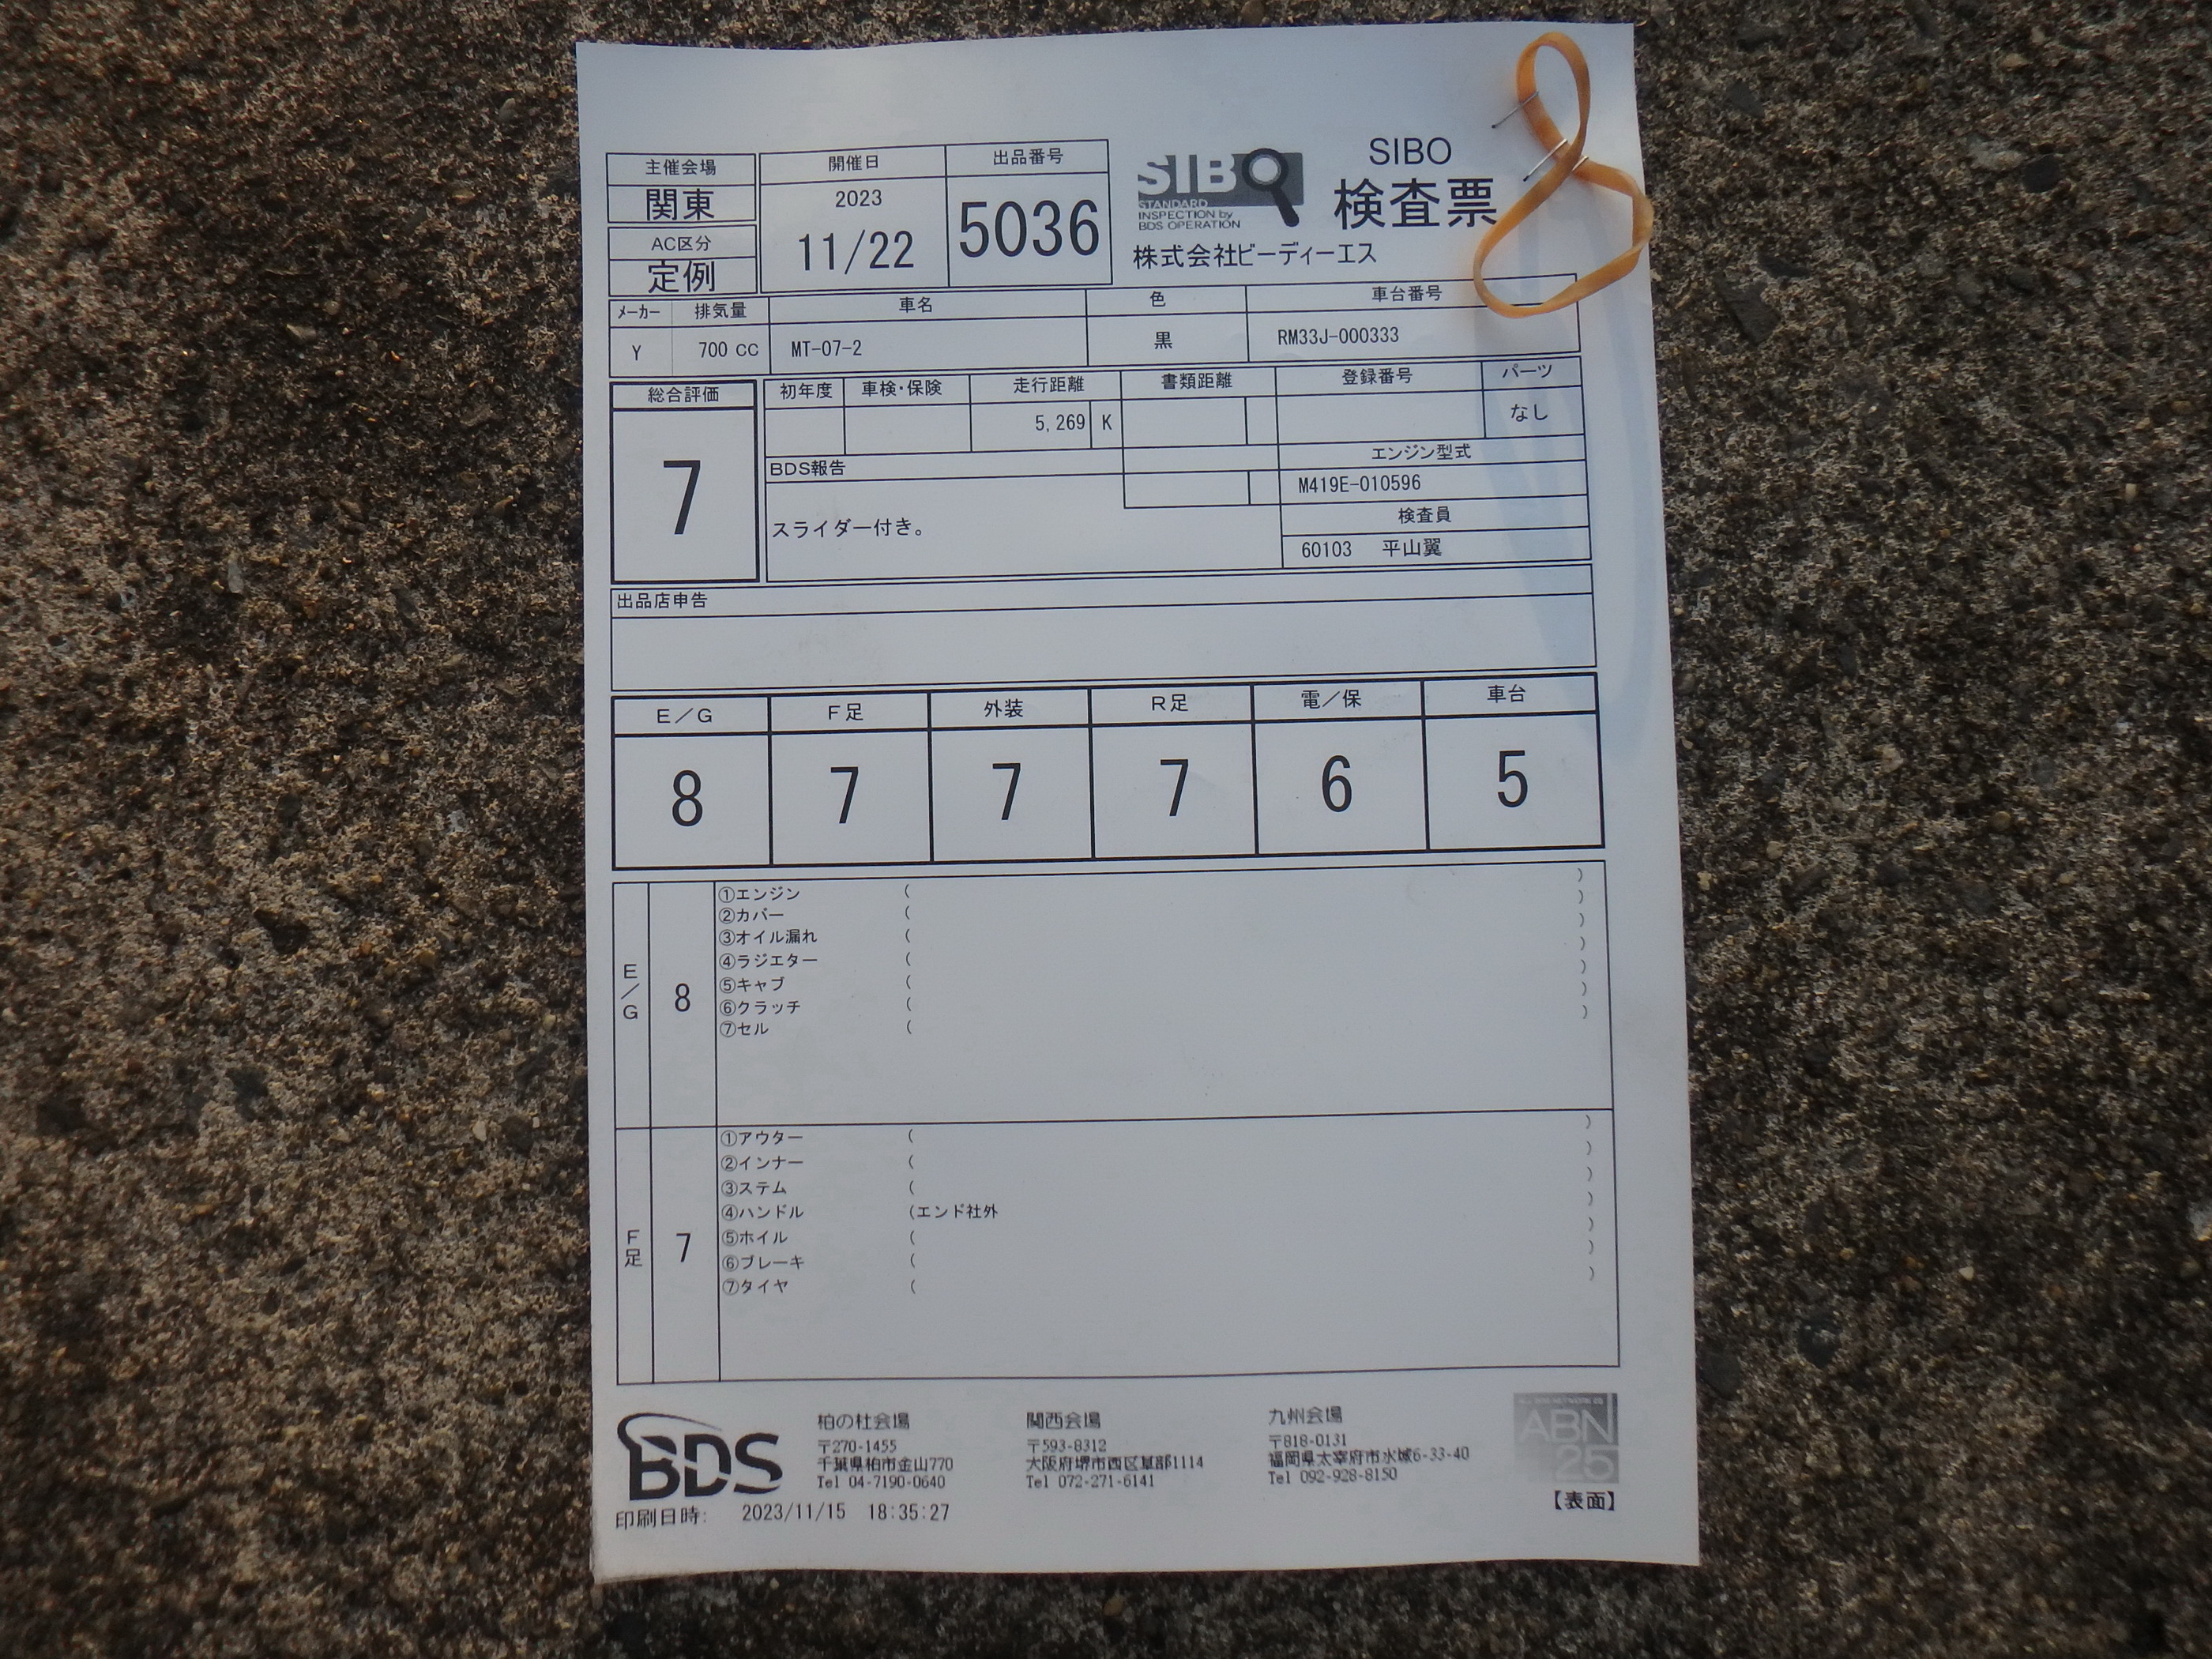 主催会場
関東
AC区分
定例
開催日
2023
11/22
出品番号
5036
SIBO
STANDARD
INSPECTION by
BDS OPERATION
SIBO
検査票
株式会社ビーディーエス
メーカー 排気量 車名 色 車台番号
Y 700 CC MT-07-2 黒 RM33J-000333
総合評価
7
初年度 車検・保険 走行距離 書類距離 登録番号 パーツ
5,269 K なし
BDS報告
スライダー付き。
エンジン型式
M419E-010596
検査員
60103 平山翼
出品店申告
E/G F足 外装 R足 電/保 車台
8 7 7 7 6 5
E/G
8
①エンジン ( )
②カバー ( )
③オイル漏れ ( )
④ラジエター ( )
⑤キャブ ( )
⑥クラッチ ( )
⑦セル ( )
F足
7
①アウター ( )
②インナー ( )
③ステム ( )
④ハンドル (エンド社外 )
⑤ホイル ( )
⑥ブレーキ ( )
⑦タイヤ ( )
BDS
柏の杜会場
〒270-1455
千葉県柏市金山770
Tel 04-7190-0640
関西会場
〒593-8312
大阪府堺市西区草部1114
Tel 072-271-6141
九州会場
〒818-0131
福岡県太宰府市水城6-33-40
Tel 092-928-8150
ABN
25
【表面】
印刷日時: 2023/11/15 18:35:27